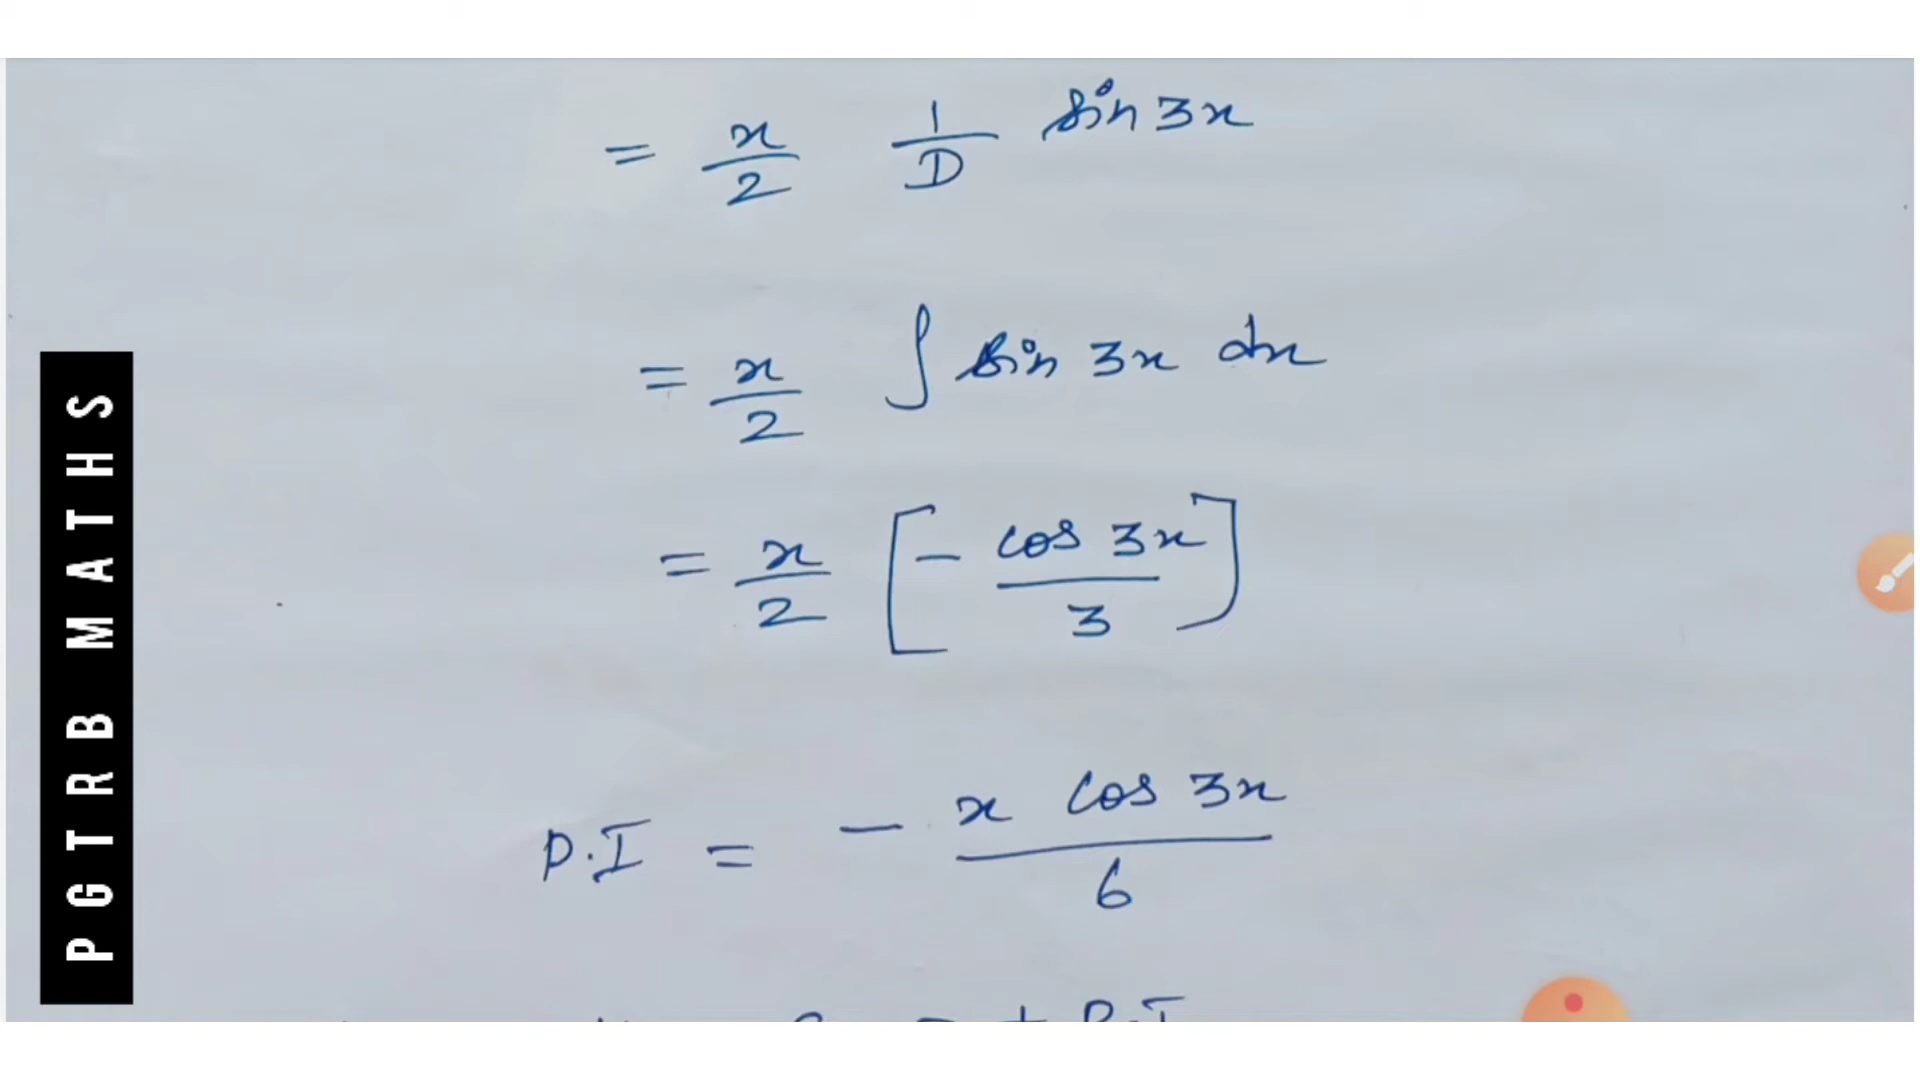 = x/2 1/D sin 3x
= x/2 ∫ sin 3x dx
= x/2 [- cos 3x/3]
P.I = - x cos 3x/6
PGTRB MATHS